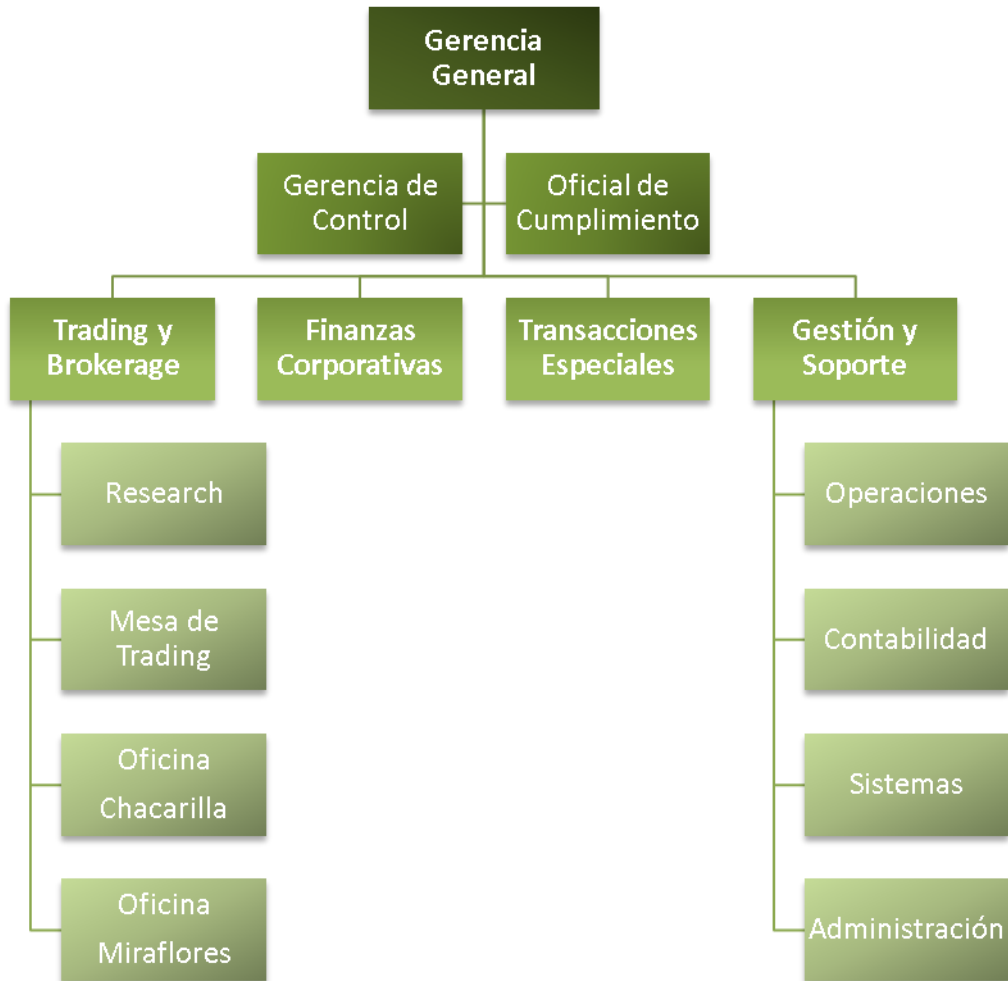 Gerencia
General
Gerencia de
Control
Oficial de
Cumplimiento
Trading y
Brokerage
Finanzas
Corporativas
Transacciones
Especiales
Gestión y
Soporte
Research
Mesa de
Trading
Oficina
Chacarilla
Oficina
Miraflores
Operaciones
Contabilidad
Sistemas
Administración